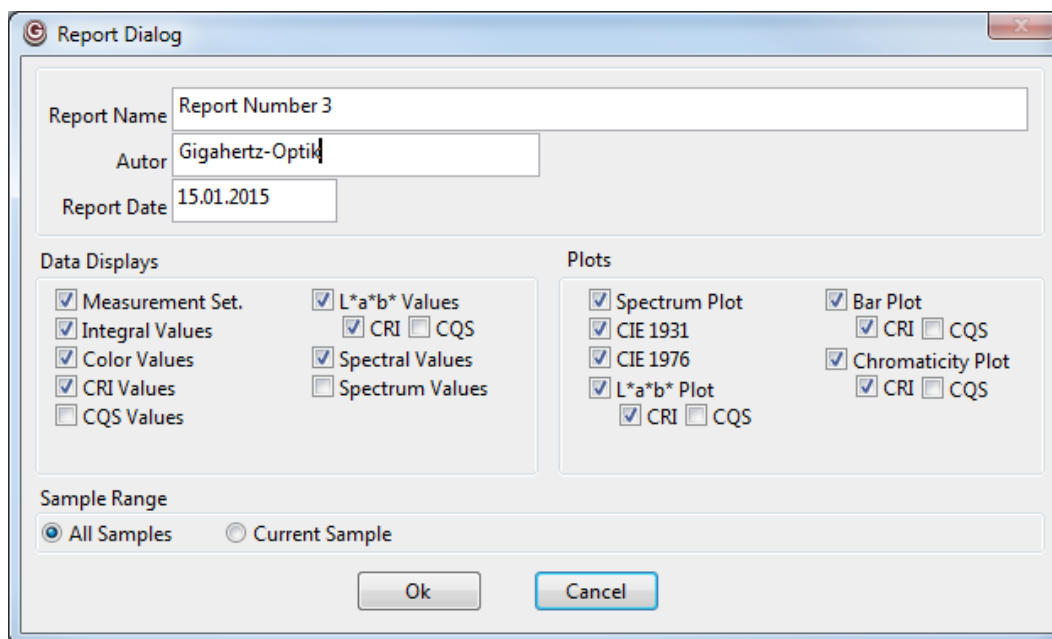 Report Dialog
Report Name Report Number 3
Autor Gigahertz-Optik
Report Date 15.01.2015
Data Displays
Measurement Set.
Integral Values
Color Values
CRI Values
CQS Values
L*a*b* Values
CRI CQS
Spectral Values
Spectrum Values
Plots
Spectrum Plot
CIE 1931
CIE 1976
L*a*b* Plot
CRI CQS
Bar Plot
CRI CQS
Chromaticity Plot
CRI CQS
Sample Range
All Samples Current Sample
Ok Cancel